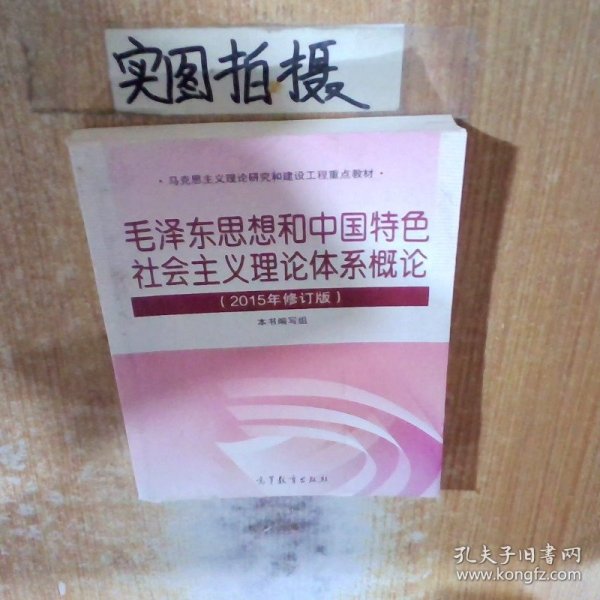 实图拍摄
·马克思主义理论研究和建设工程重点教材·
毛泽东思想和中国特色
社会主义理论体系概论
（2015年修订版）
本书编写组
高等教育出版社
孔夫子旧书网
www.kongfz.com